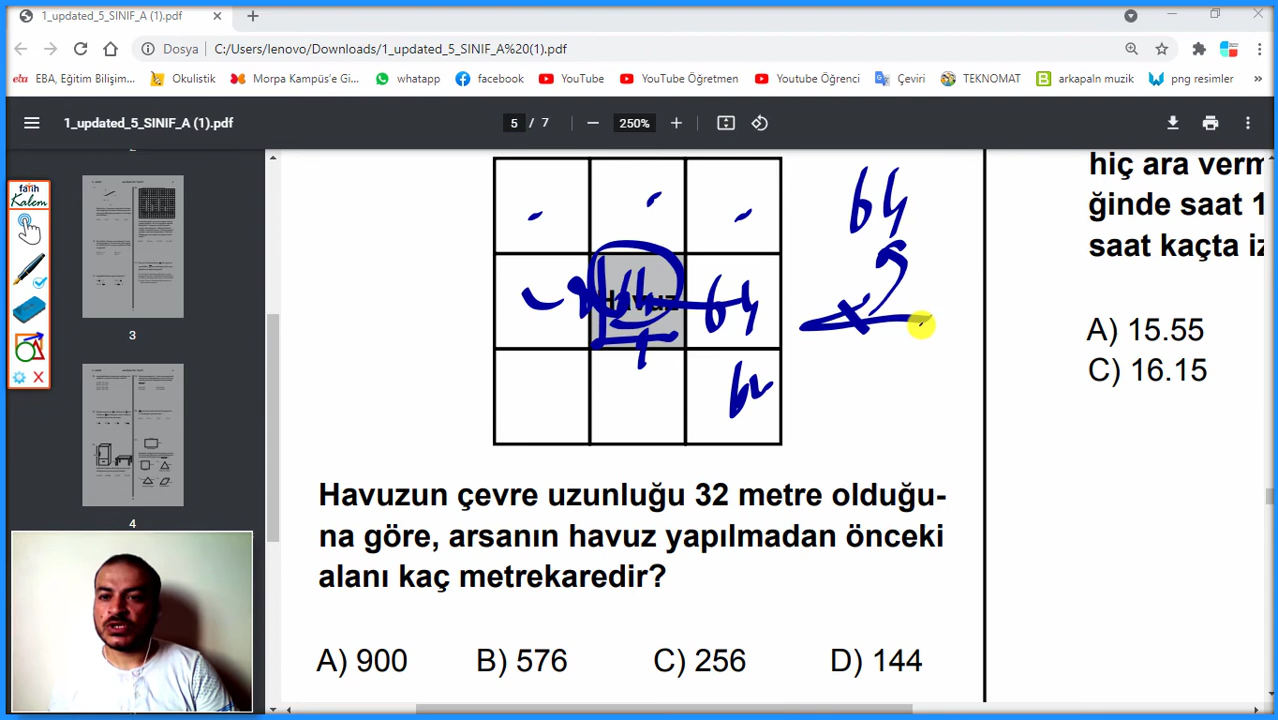 1_updated_5_SINIF_A (1).pdf
Dosya C:/Users/lenovo/Downloads/1_updated_5_SINIF_A%20(1).pdf
eba EBA, Eğitim Bilişim... Okulistik Morpa Kampüs'e Gi... whatapp facebook YouTube YouTube Öğretmen Youtube Öğrenci Çeviri TEKNOMAT arkapaln muzik png resimler
1_updated_5_SINIF_A (1).pdf 5 / 7 250%
fatih
Kalem
3
4
64
Havuz 64
64
Havuzun çevre uzunluğu 32 metre olduğu-
na göre, arsanın havuz yapılmadan önceki
alanı kaç metrekaredir?
A) 900 B) 576 C) 256 D) 144
hiç ara verm
ğinde saat 1
saat kaçta iz
A) 15.55
C) 16.15